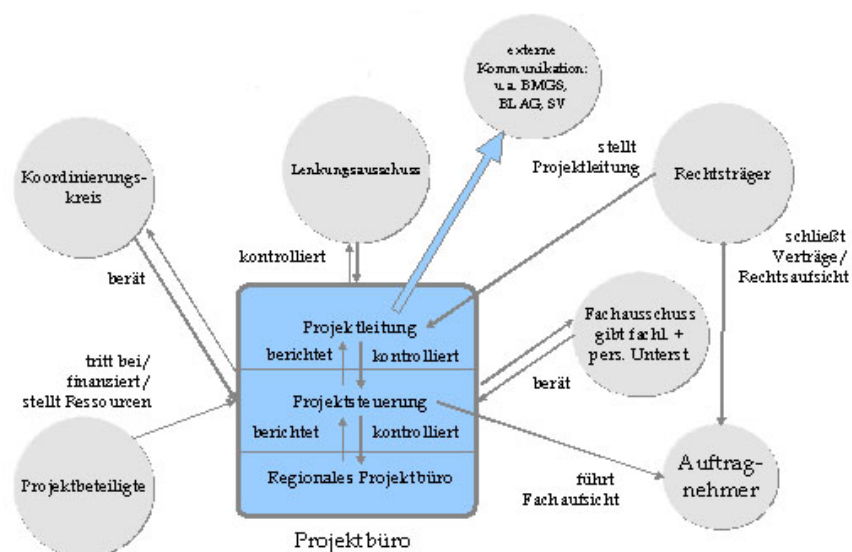 externe
Kommunikation:
u.a. BMGS,
BLAG, SV
Koordinierungs-
kreis
Lenkungsausschuss
stellt
Projektleitung
Rechtsträger
kontrolliert
berät
schließt
Verträge/
Rechtsaufsicht
Projektleitung
berichtet
kontrolliert
Fachausschuss
gibt fachl. +
pers. Unterst.
berät
tritt bei/
finanziert/
stellt Ressourcen
Projektsteuerung
berichtet
kontrolliert
Regionales Projektbüro
Projektbeteiligte
führt
Fachaufsicht
Auftrag-
nehmer
Projektbüro